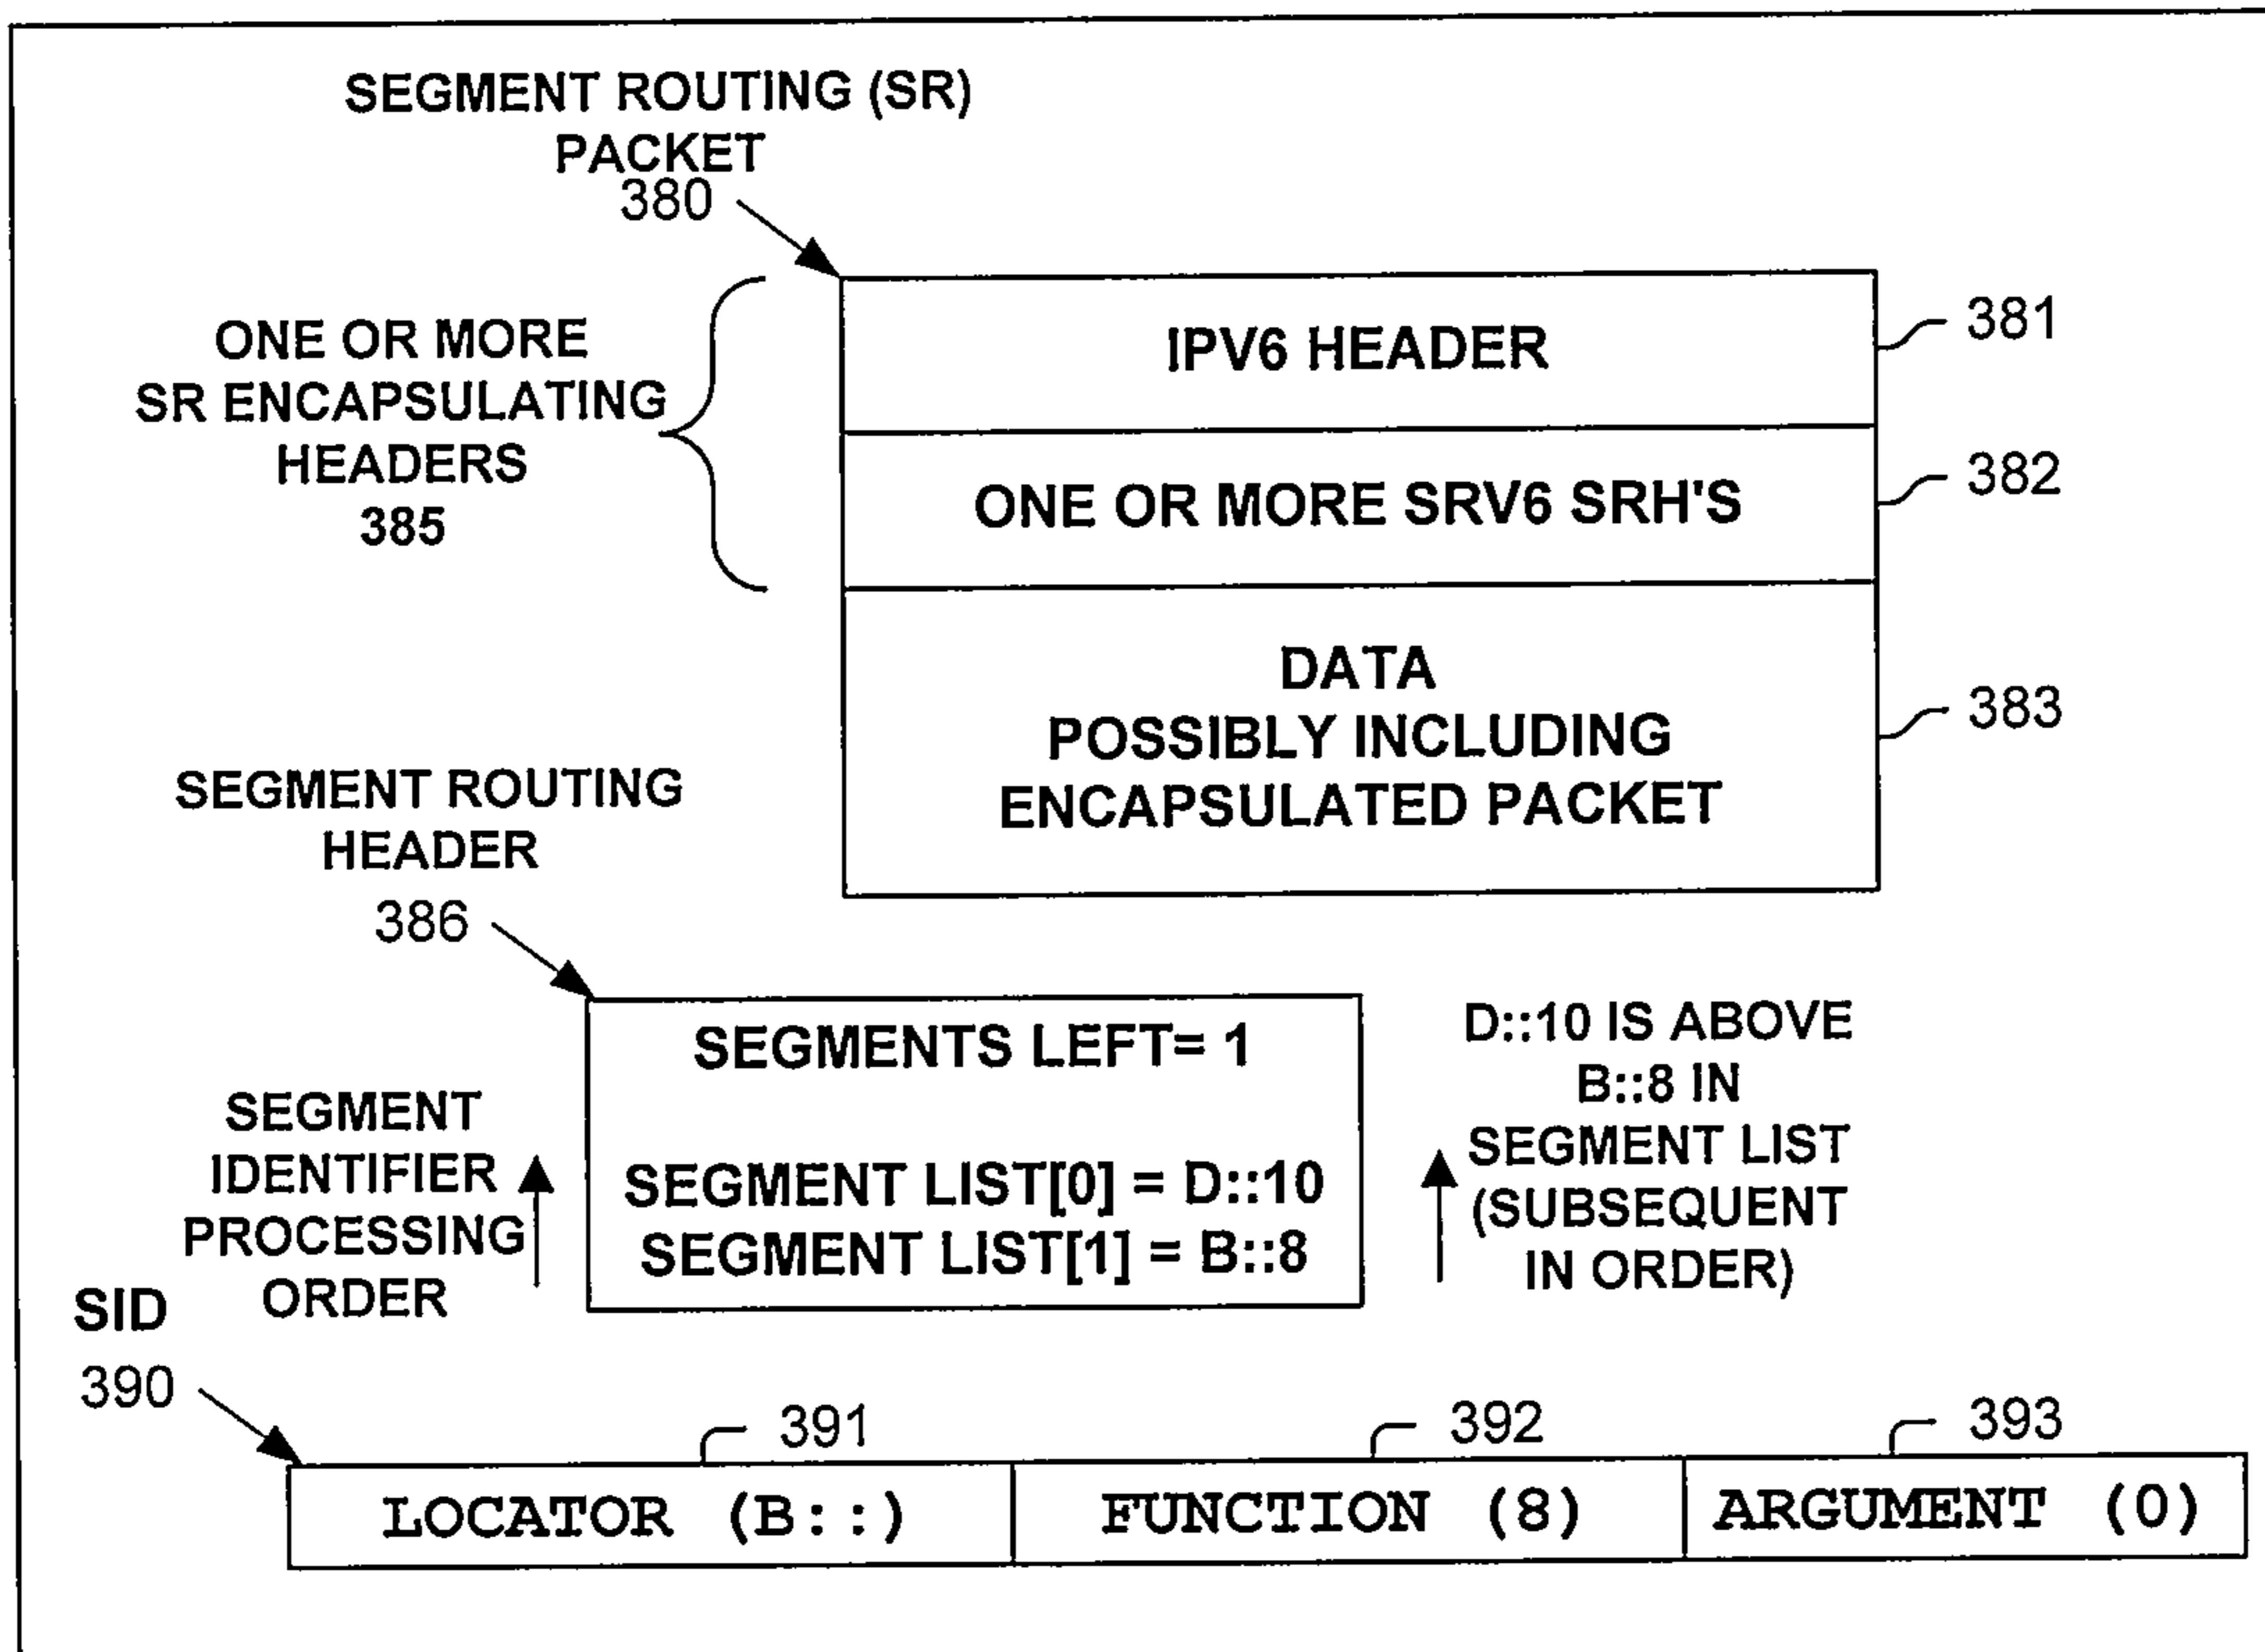 SEGMENT ROUTING (SR)
PACKET
380
ONE OR MORE
SR ENCAPSULATING
HEADERS
385
IPV6 HEADER
381
ONE OR MORE SRV6 SRH'S
382
DATA
POSSIBLY INCLUDING
ENCAPSULATED PACKET
383
SEGMENT ROUTING
HEADER
386
SEGMENTS LEFT= 1
SEGMENT LIST[0] = D::10
SEGMENT LIST[1] = B::8
SEGMENT
IDENTIFIER
PROCESSING
ORDER
D::10 IS ABOVE
B::8 IN
SEGMENT LIST
(SUBSEQUENT
IN ORDER)
SID
390
391
392
393
LOCATOR (B::)
FUNCTION (8)
ARGUMENT (0)